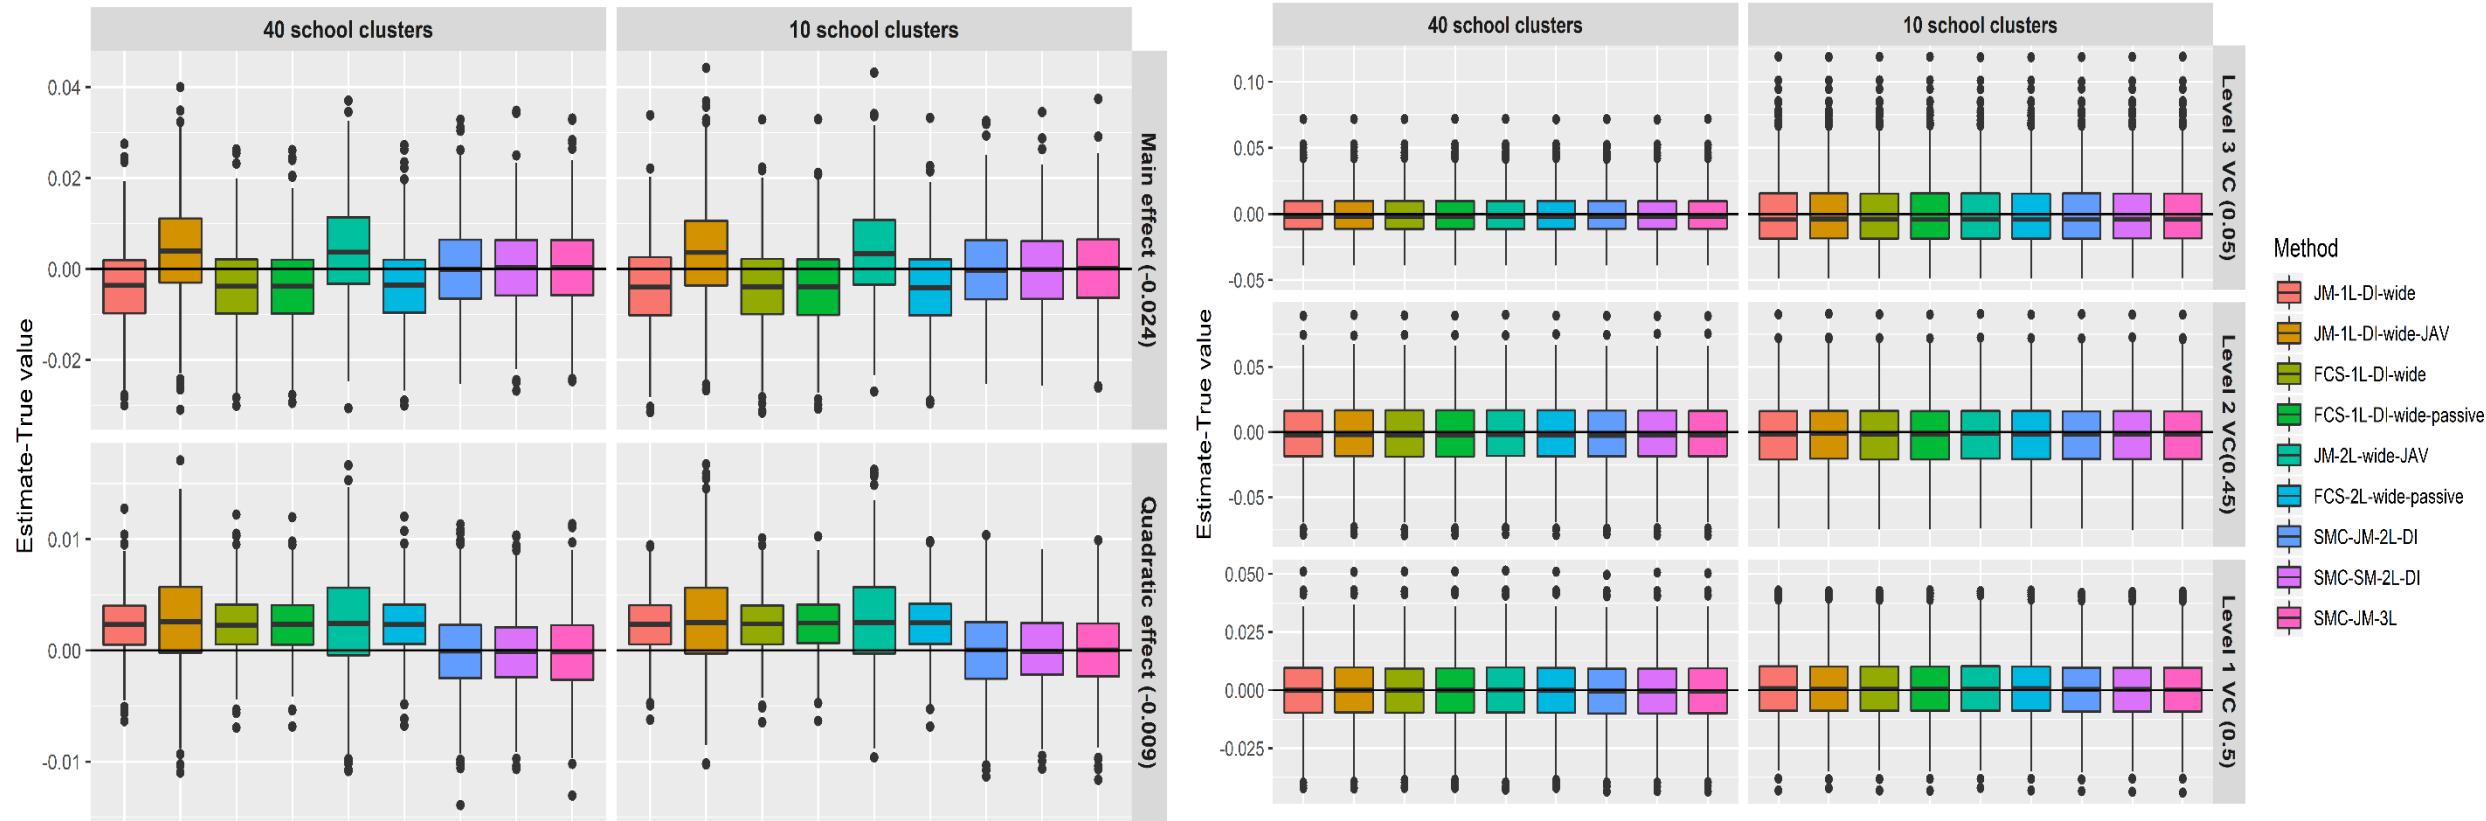 40 school clusters
10 school clusters
Estimate-True value
0.04
0.02
0.00
-0.02
Main effect (-0.024)
0.01
0.00
-0.01
Quadratic effect (-0.009)
40 school clusters
10 school clusters
Estimate-True value
0.10
0.05
0.00
-0.05
Level 3 VC (0.05)
0.05
0.00
-0.05
Level 2 VC(0.45)
0.050
0.025
0.000
-0.025
Level 1 VC (0.5)
Method
JM-1L-DI-wide
JM-1L-DI-wide-JAV
FCS-1L-DI-wide
FCS-1L-DI-wide-passive
JM-2L-wide-JAV
FCS-2L-wide-passive
SMC-JM-2L-DI
SMC-SM-2L-DI
SMC-JM-3L